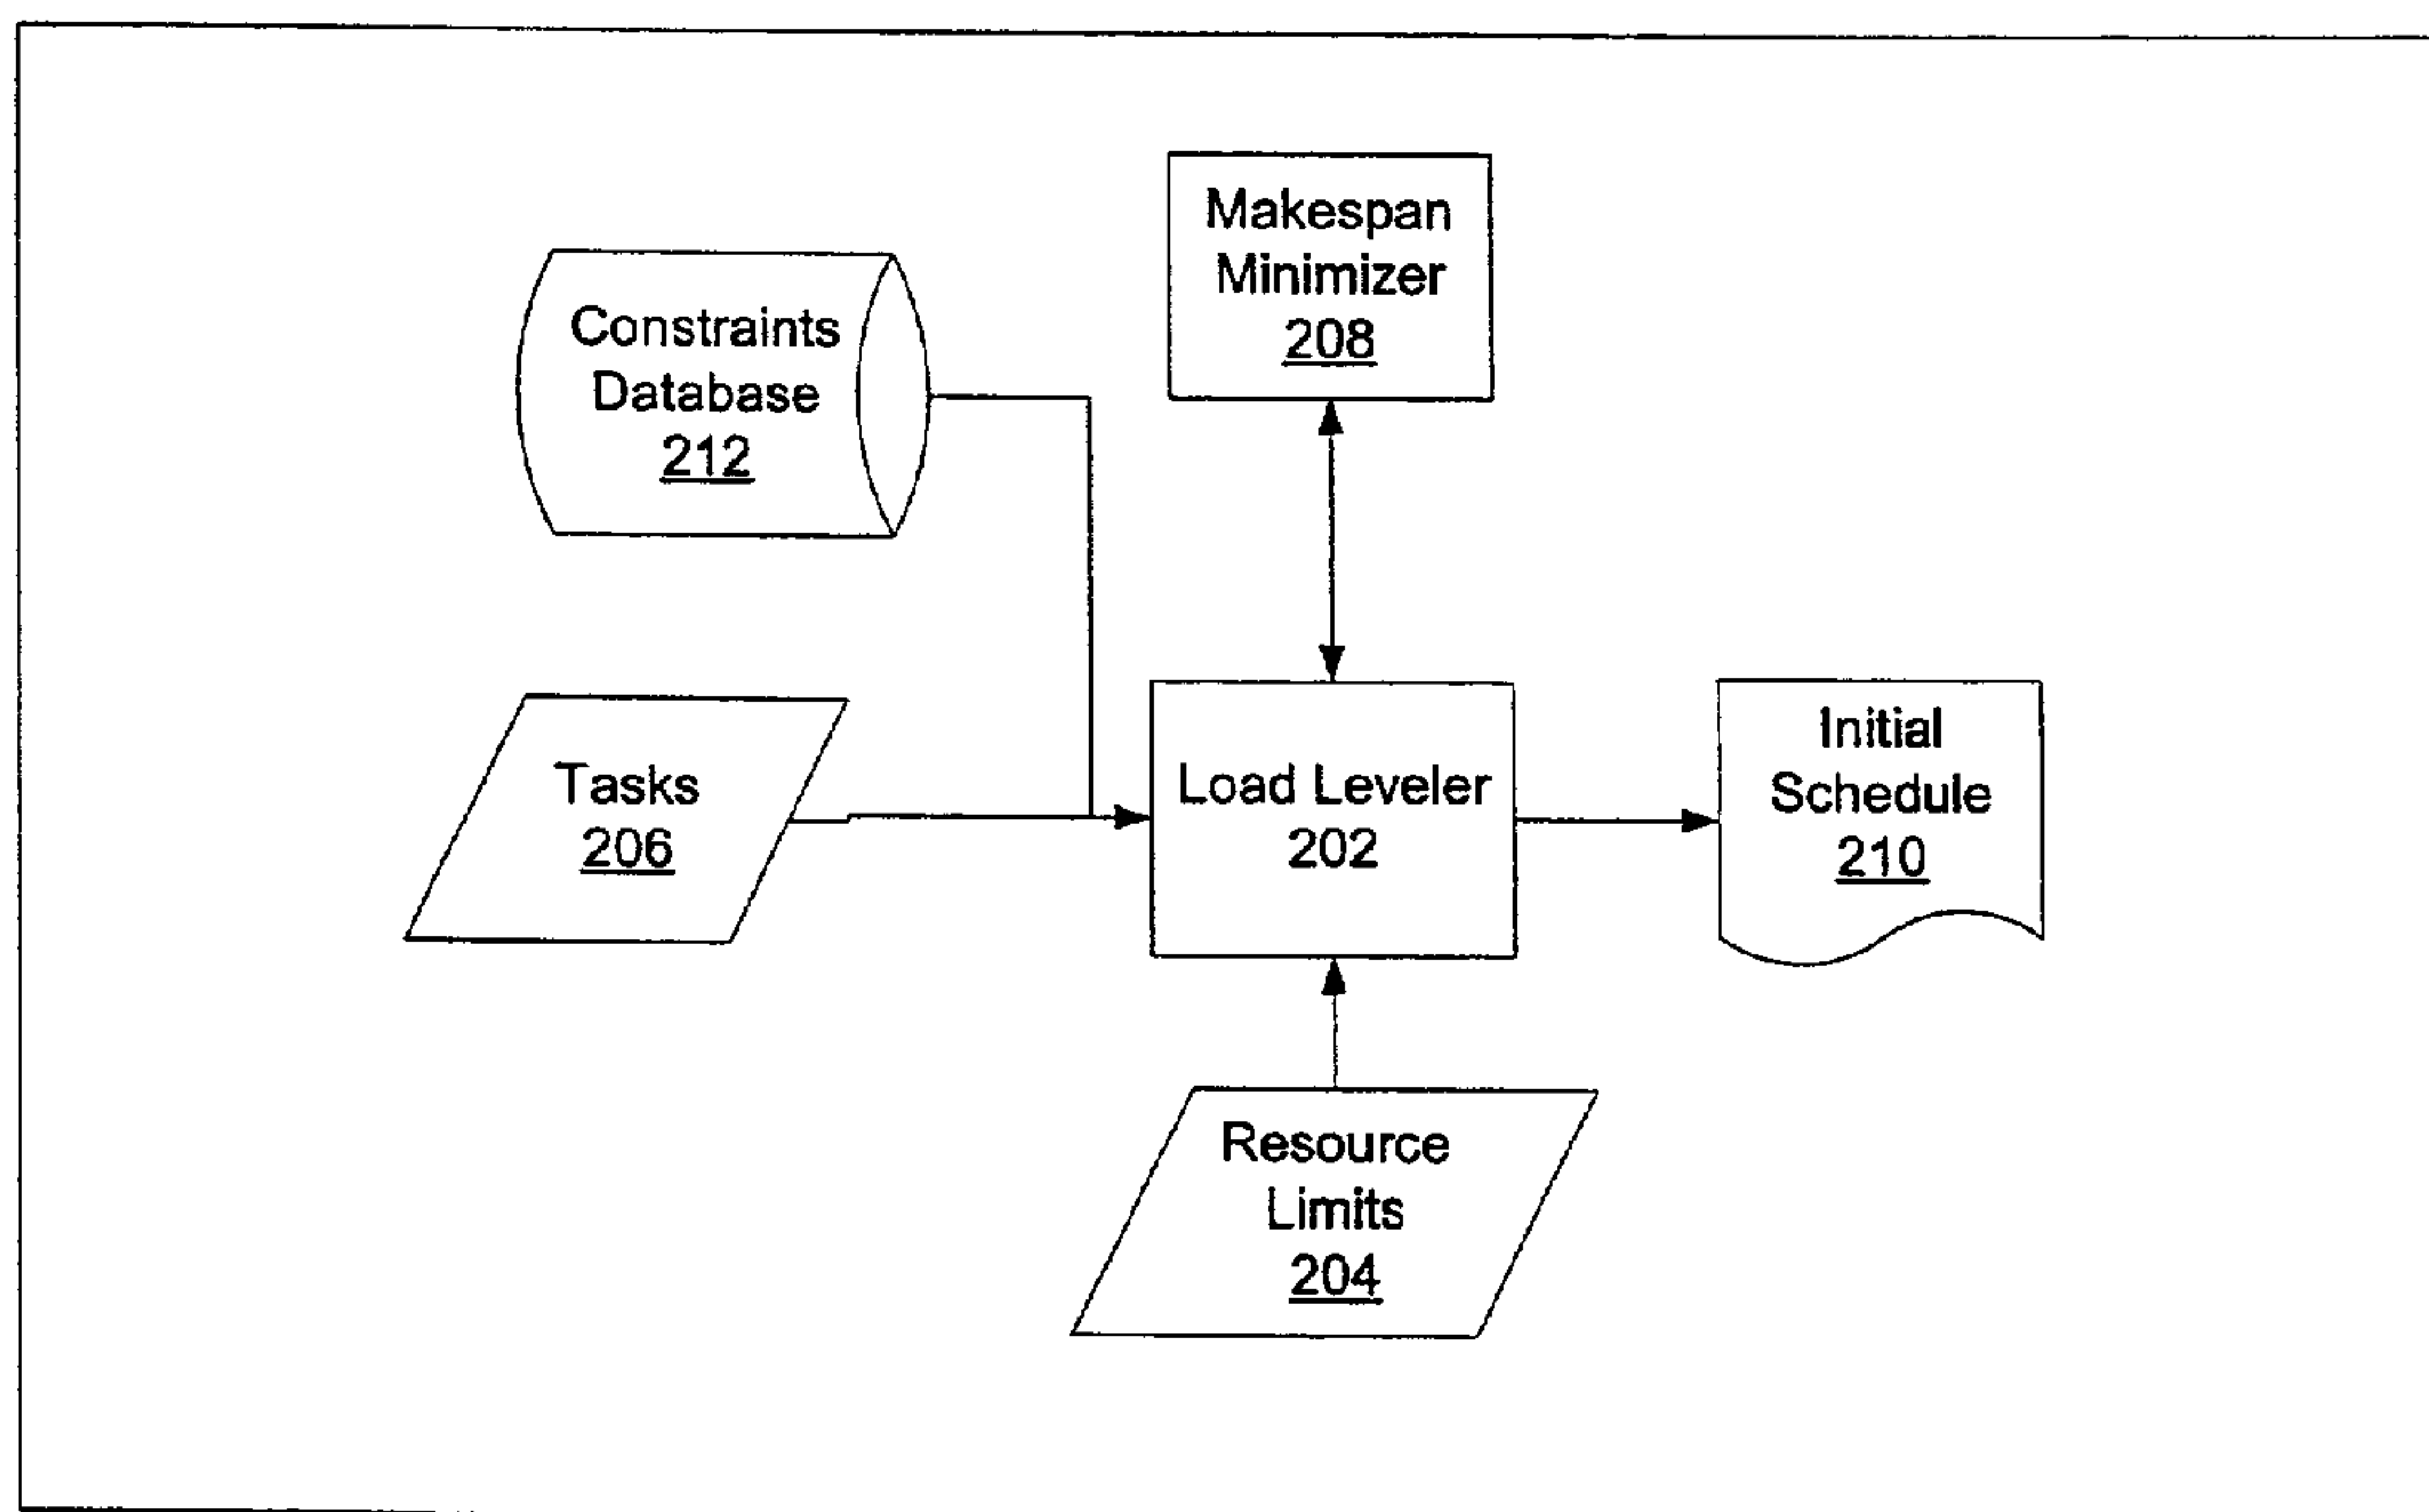 Makespan
Minimizer
208
Constraints
Database
212
Tasks
206
Load Leveler
202
Initial
Schedule
210
Resource
Limits
204